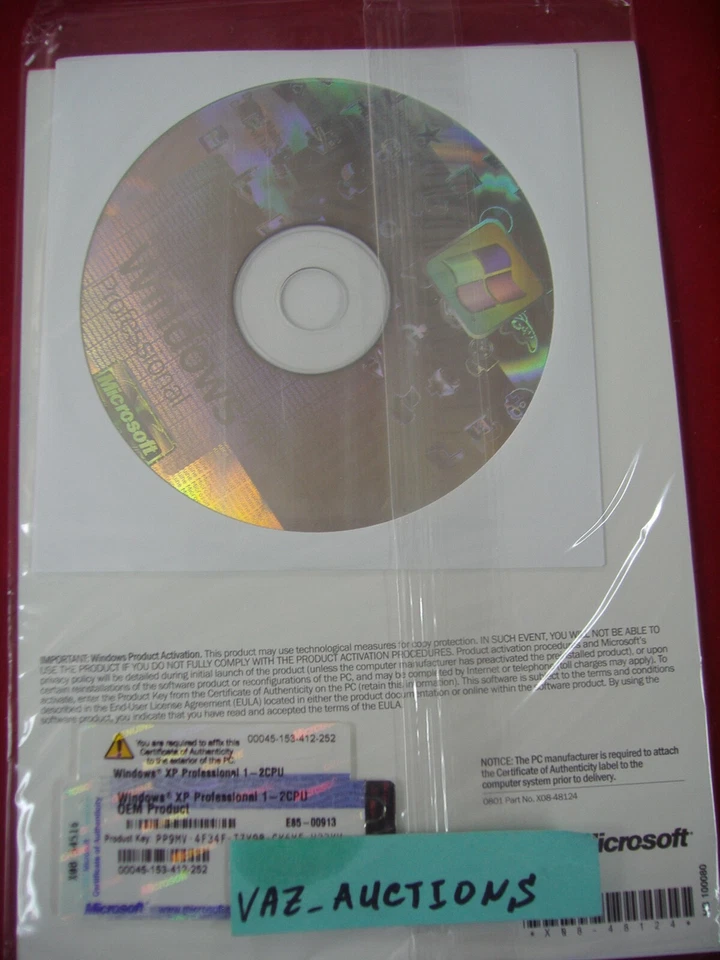 Windows
Professional
Microsoft
IMPORTANT: Windows Product Activation. This product may use technological measures for copy protection. IN SUCH EVENT, YOU WILL NOT BE ABLE TO
USE THE PRODUCT IF YOU DO NOT FULLY COMPLY WITH THE PRODUCT ACTIVATION PROCEDURES. Product activation procedures and Microsoft's
privacy policy will be detailed during initial launch of the product (unless the computer manufacturer has preactivated the preinstalled product), or upon
certain reinstallations of the software product or reconfigurations of the PC, and may be completed by Internet or telephone (toll charges may apply). To
activate, enter the Product Key from the Certificate of Authenticity on the PC (retain this information). This software is subject to the terms and conditions
described in the End-User License Agreement (EULA) located in either the product documentation or online within the software product. By using the
software product, you indicate that you have read and accepted the terms of the EULA.
You are required to affix this
Certificate of Authenticity
to the exterior of the PC.
00045-153-412-252
Windows® XP Professional 1-2CPU
Windows® XP Professional 1-2CPU
OEM Product
E85-00913
Product Key:
00045-153-412-252
Microsoft
Certificate of Authenticity
NOTICE: The PC manufacturer is required to attach
the Certificate of Authenticity label to the
computer system prior to delivery.
0801 Part No. X08-48124
icrosoft
VAZ_AUCTIONS
*X08-48124*
100080